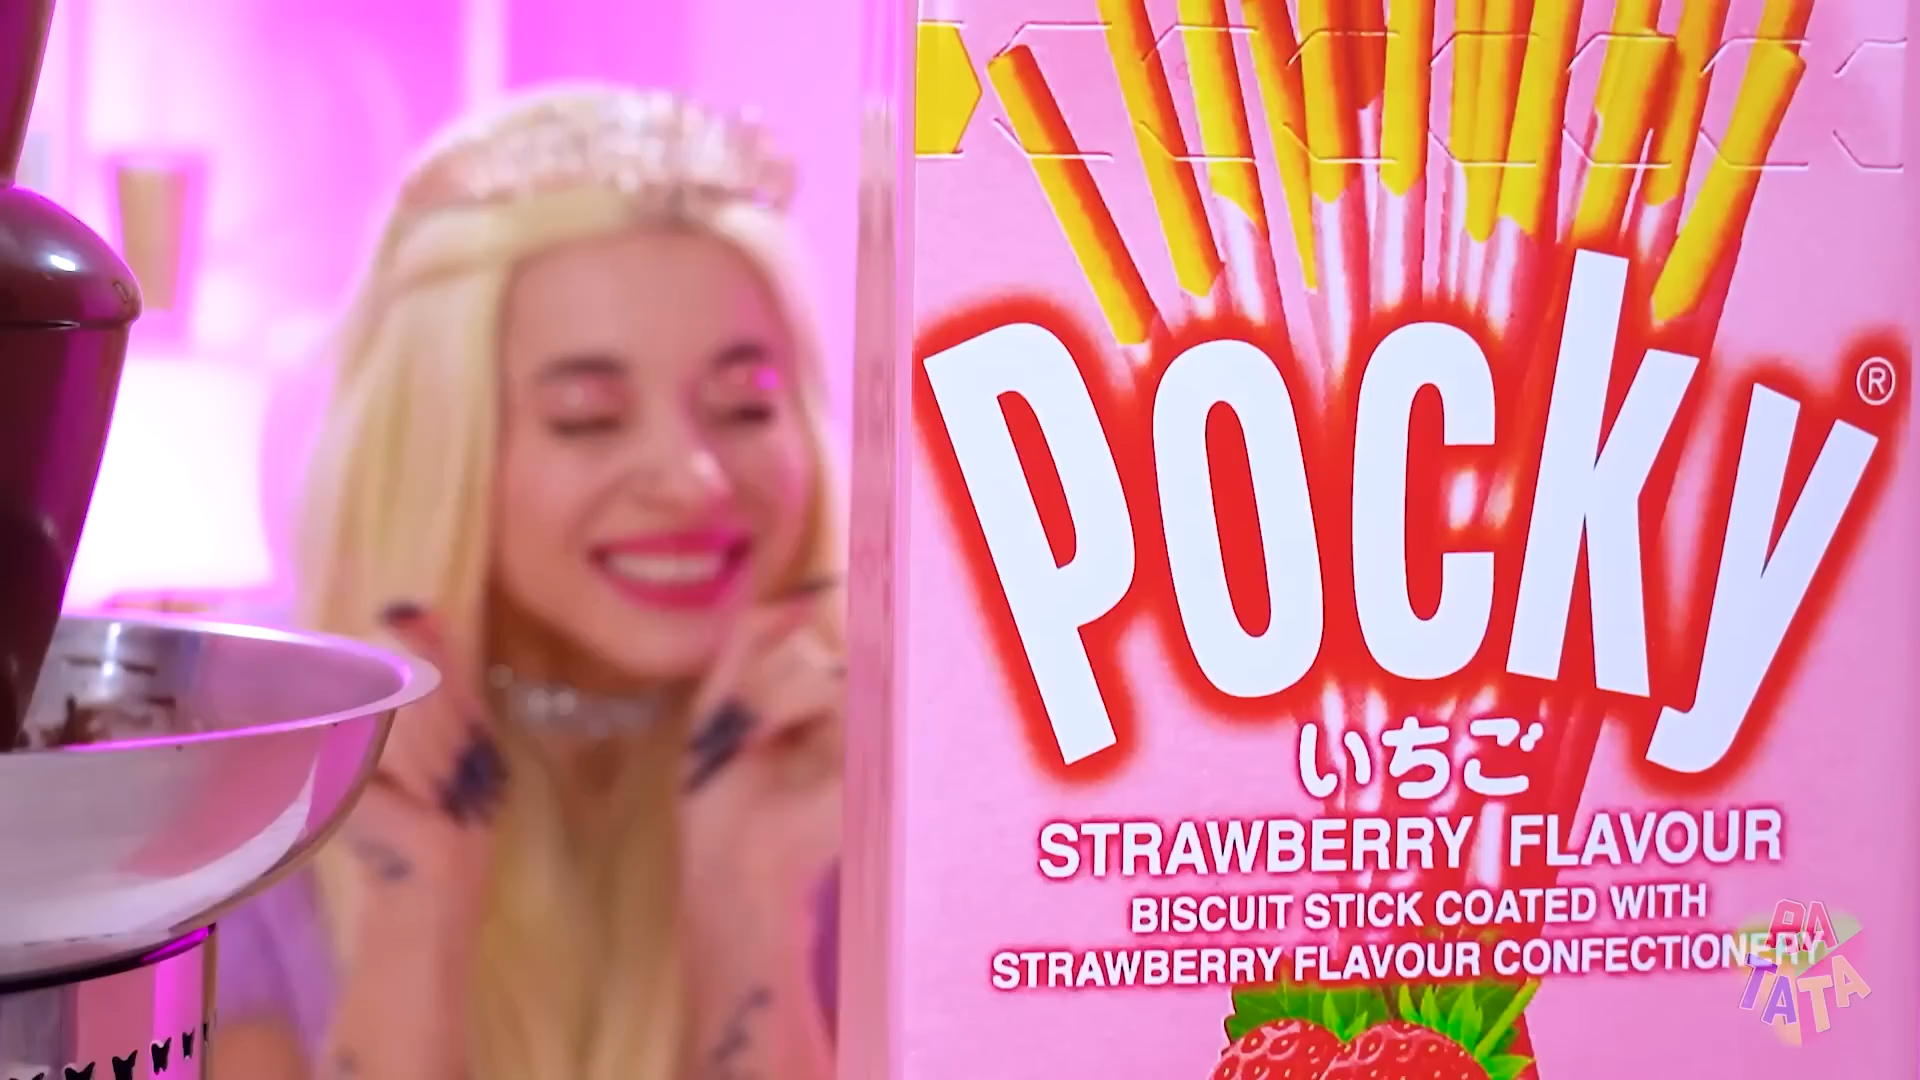 Pocky®
いちご
STRAWBERRY FLAVOUR
BISCUIT STICK COATED WITH
STRAWBERRY FLAVOUR CONFECTIONERY
PA
TATA